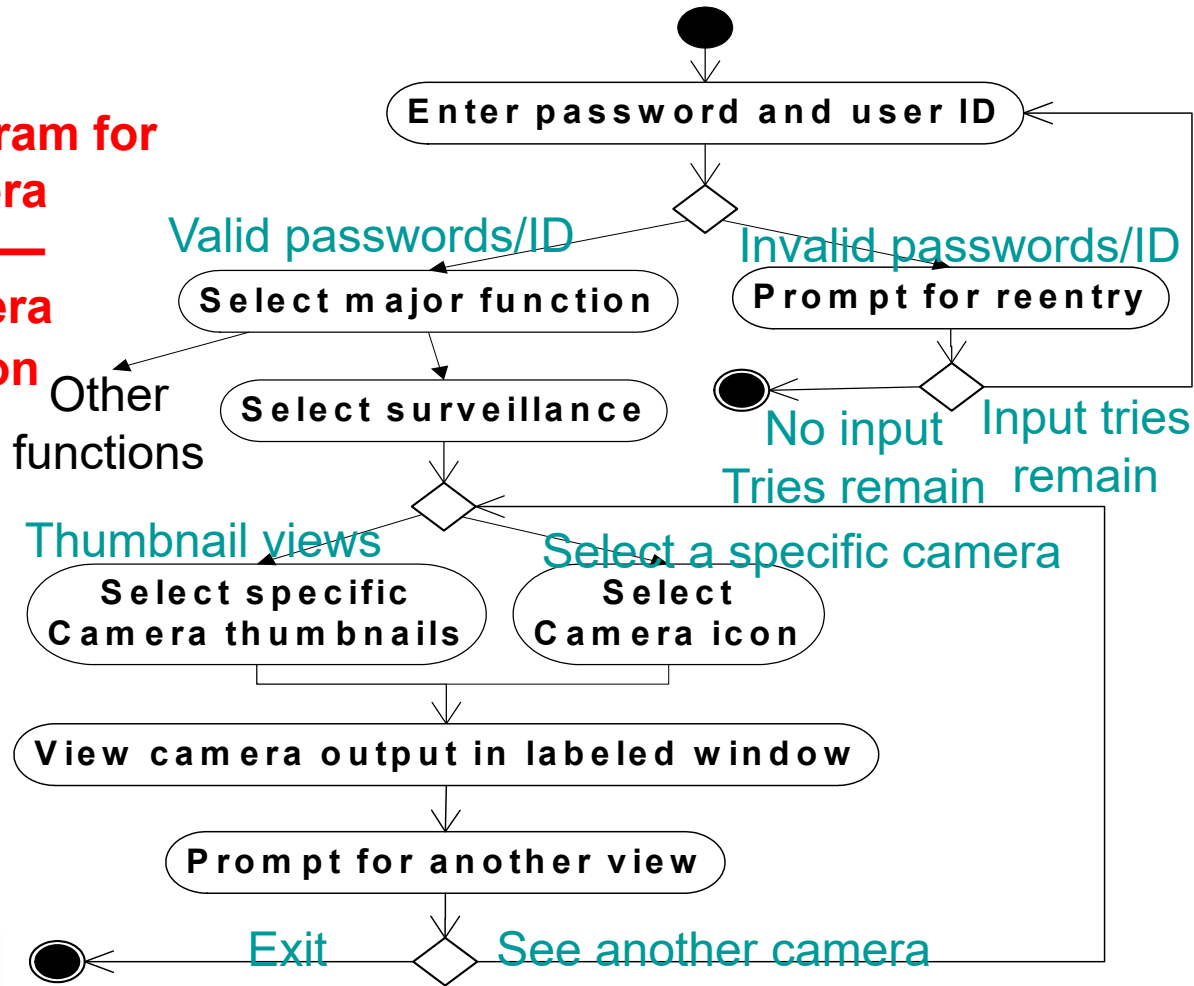 ram for
era
—
era
on
Enter password and user ID
Valid passwords/ID
Invalid passwords/ID
Select major function
Prompt for reentry
Other
functions
Select surveillance
No input
Tries remain
Input tries
remain
Thumbnail views
Select a specific camera
Select specific
Camera thumbnails
Select
Camera icon
View camera output in labeled window
Prompt for another view
Exit
See another camera